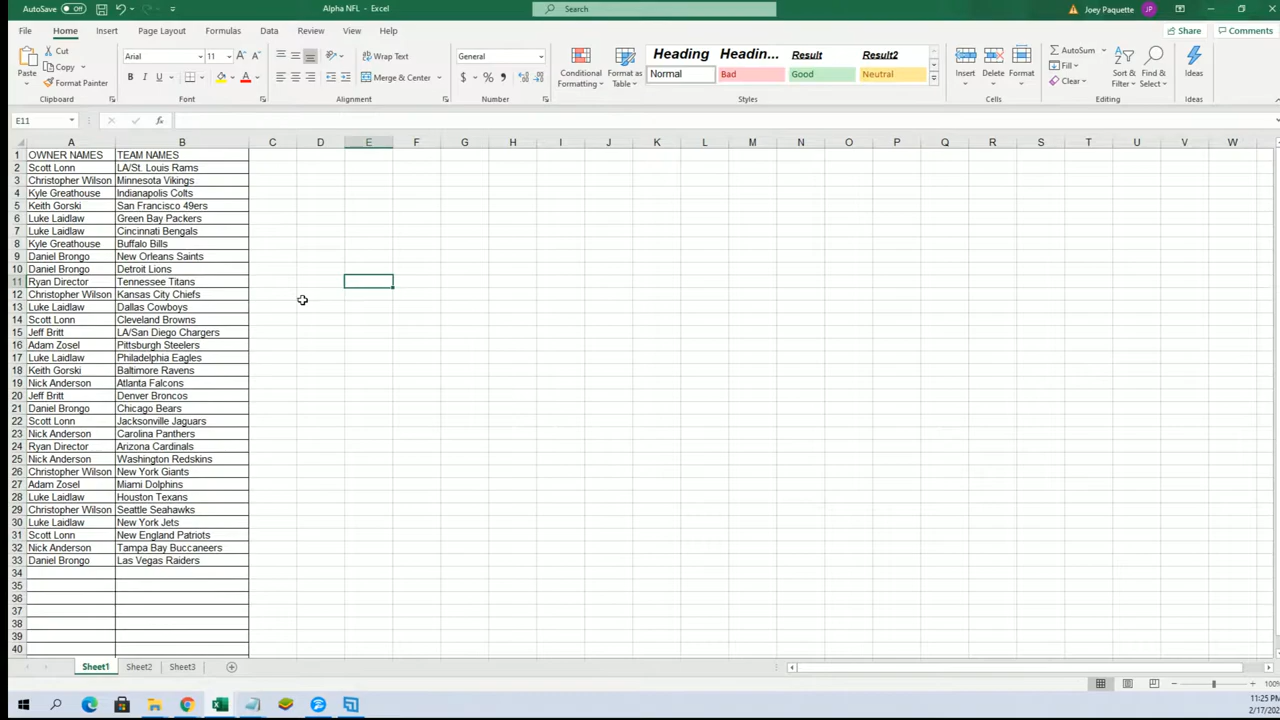 AutoSave Off Alpha NFL - Excel Search Joey Paquette JP
File Home Insert Page Layout Formulas Data Review View Help Share Comments
Paste Cut Copy Format Painter Clipboard
Arial 11 A A B I U A Font
Wrap Text Merge & Center Alignment
General $ % , Number
Conditional Formatting Format as Table
Heading Headin... Result Result2
Normal Bad Good Neutral
Styles
Insert Delete Format Cells
AutoSum Fill Clear Sort & Filter Find & Select Editing
Ideas Ideas
E11 fx
A B C D E F G H I J K L M N O P Q R S T U V W
1 OWNER NAMES TEAM NAMES
2 Scott Lonn LA/St. Louis Rams
3 Christopher Wilson Minnesota Vikings
4 Kyle Greathouse Indianapolis Colts
5 Keith Gorski San Francisco 49ers
6 Luke Laidlaw Green Bay Packers
7 Luke Laidlaw Cincinnati Bengals
8 Kyle Greathouse Buffalo Bills
9 Daniel Brongo New Orleans Saints
10 Daniel Brongo Detroit Lions
11 Ryan Director Tennessee Titans
12 Christopher Wilson Kansas City Chiefs
13 Luke Laidlaw Dallas Cowboys
14 Scott Lonn Cleveland Browns
15 Jeff Britt LA/San Diego Chargers
16 Adam Zosel Pittsburgh Steelers
17 Luke Laidlaw Philadelphia Eagles
18 Keith Gorski Baltimore Ravens
19 Nick Anderson Atlanta Falcons
20 Jeff Britt Denver Broncos
21 Daniel Brongo Chicago Bears
22 Scott Lonn Jacksonville Jaguars
23 Nick Anderson Carolina Panthers
24 Ryan Director Arizona Cardinals
25 Nick Anderson Washington Redskins
26 Christopher Wilson New York Giants
27 Adam Zosel Miami Dolphins
28 Luke Laidlaw Houston Texans
29 Christopher Wilson Seattle Seahawks
30 Luke Laidlaw New York Jets
31 Scott Lonn New England Patriots
32 Nick Anderson Tampa Bay Buccaneers
33 Daniel Brongo Las Vegas Raiders
34
35
36
37
38
39
40
Sheet1 Sheet2 Sheet3
100%
11:25 PM
2/17/202